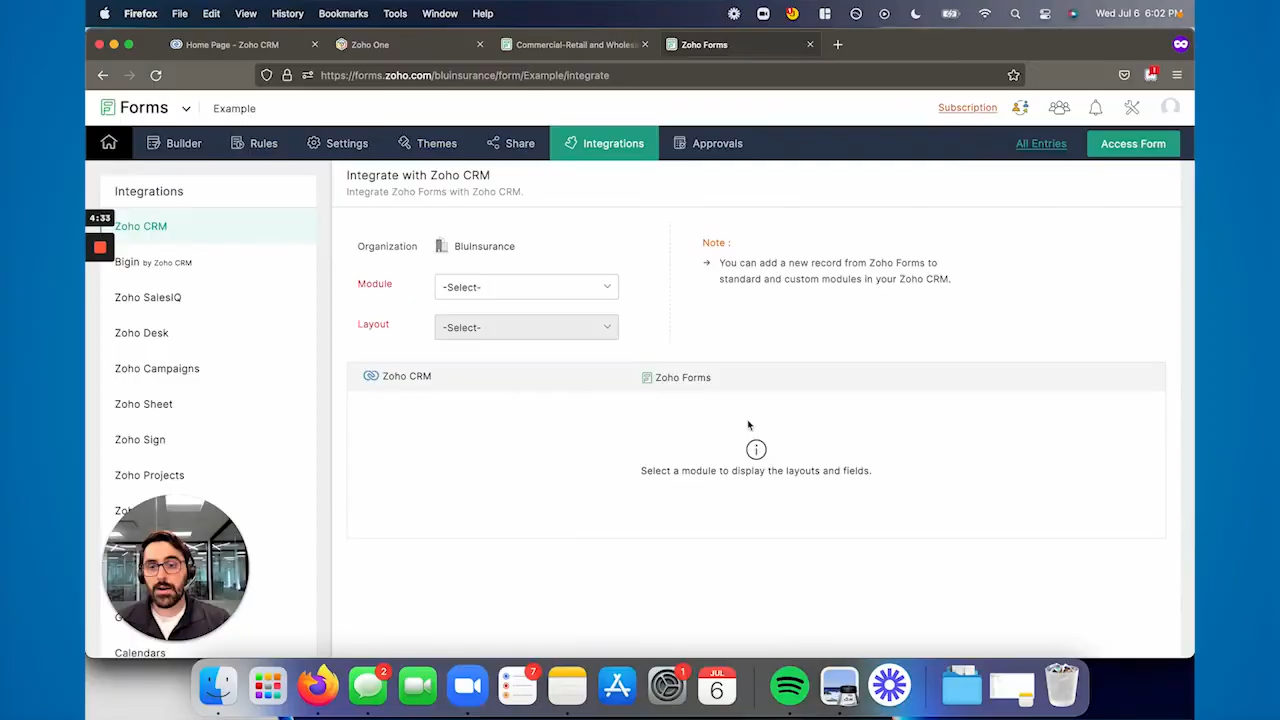 Firefox File Edit View History Bookmarks Tools Window Help Wed Jul 6 6:02 PM
Home Page - Zoho CRM Zoho One Commercial-Retail and Wholes Zoho Forms
https://forms.zoho.com/bluinsurance/form/Example/integrate
Forms Example Subscription
Builder Rules Settings Themes Share Integrations Approvals All Entries Access Form
Integrations
Zoho CRM
4:33
Bigin by Zoho CRM
Zoho SalesIQ
Zoho Desk
Zoho Campaigns
Zoho Sheet
Zoho Sign
Zoho Projects
Calendars
Integrate with Zoho CRM
Integrate Zoho Forms with Zoho CRM.
Organization BluInsurance
Module -Select-
Layout -Select-
Note :
You can add a new record from Zoho Forms to
standard and custom modules in your Zoho CRM.
Zoho CRM Zoho Forms
Select a module to display the layouts and fields.
2 7 1 JUL
6